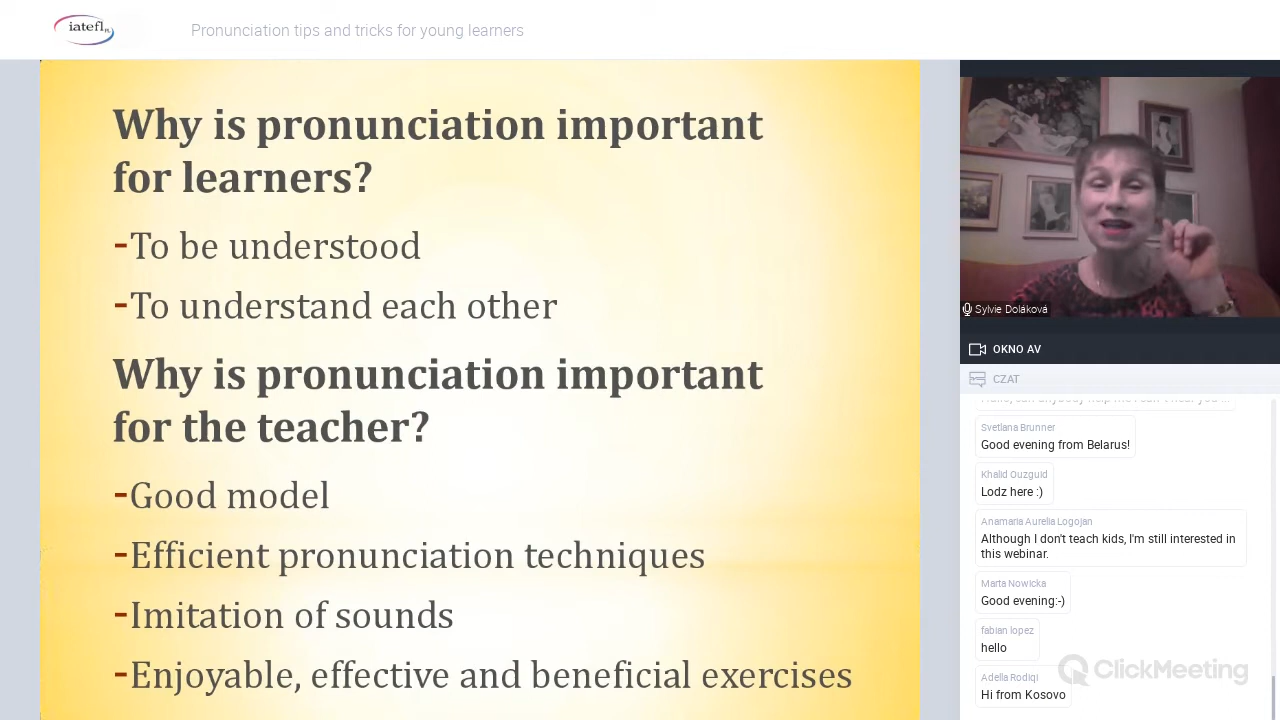 iatefl PL
Pronunciation tips and tricks for young learners
Why is pronunciation important
for learners?
-To be understood
-To understand each other
Why is pronunciation important
for the teacher?
-Good model
-Efficient pronunciation techniques
-Imitation of sounds
-Enjoyable, effective and beneficial exercises
Sylvie Doláková
OKNO AV
CZAT
Svetlana Brunner
Good evening from Belarus!
Khalid Ouzguid
Lodz here :)
Anamaria Aurelia Logojan
Although I don't teach kids, I'm still interested in
this webinar.
Marta Nowicka
Good evening:-)
fabian lopez
hello
Adella Rodiqi
Hi from Kosovo
ClickMeeting